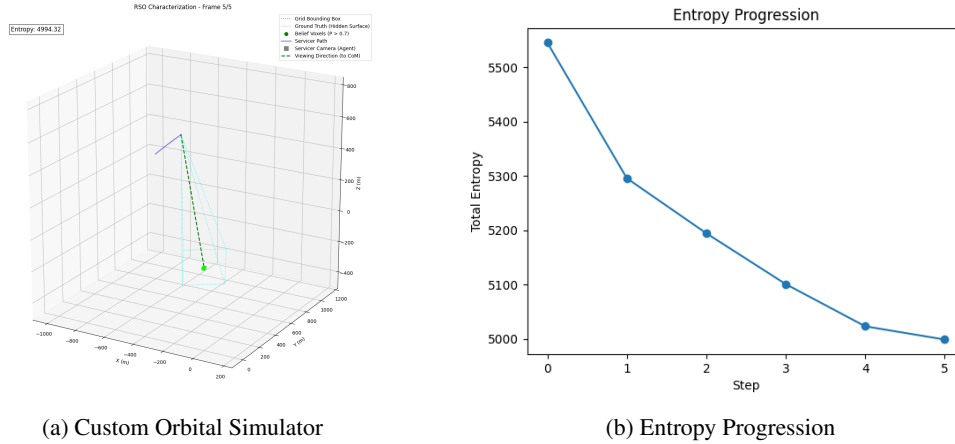 RSO Characterization - Frame 5/5
Entropy: 4994.32
Grid Bounding Box
Ground Truth (Hidden Surface)
Belief Voxels (P > 0.7)
Servicer Path
Servicer Camera (Agent)
Viewing Direction (to CoM)
800
600
400
200
0
−200
−400
Z (m)
−1000
−800
−600
−400
−200
0
200
X (m)
0
200
400
600
800
1000
1200
Y (m)
(a) Custom Orbital Simulator
Entropy Progression
5500
5400
5300
5200
5100
5000
Total Entropy
0 1 2 3 4 5
Step
(b) Entropy Progression